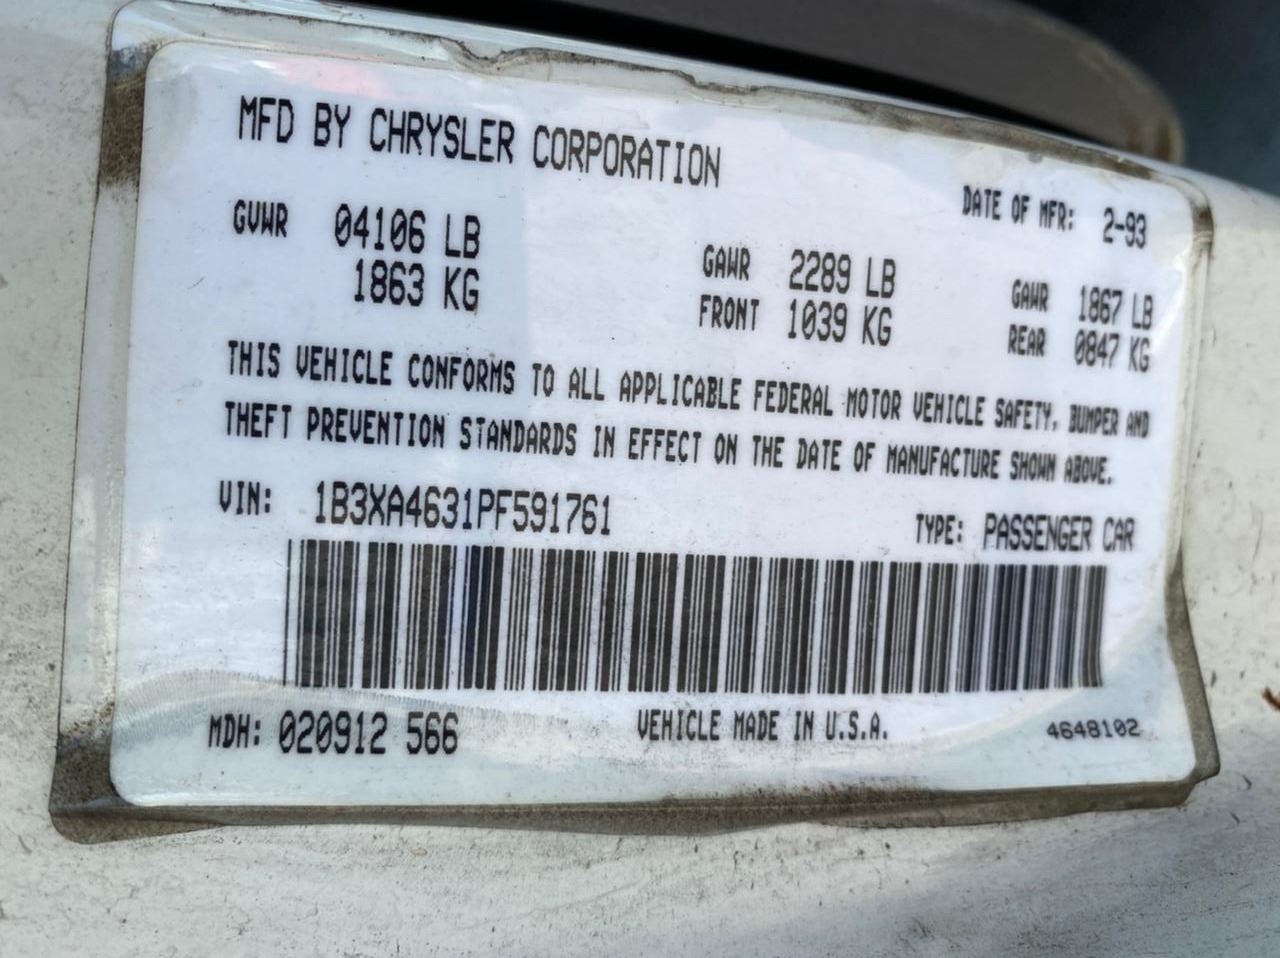 MFD BY CHRYSLER CORPORATION
DATE OF MFR: 2-93
GVWR 04106 LB
1863 KG
GAWR 2289 LB
FRONT 1039 KG
GAWR 1867 LB
REAR 0847 KG
THIS VEHICLE CONFORMS TO ALL APPLICABLE FEDERAL MOTOR VEHICLE SAFETY, BUMPER AND
THEFT PREVENTION STANDARDS IN EFFECT ON THE DATE OF MANUFACTURE SHOWN ABOVE.
VIN: 1B3XA4631PF591761
TYPE: PASSENGER CAR
MDH: 020912 566
VEHICLE MADE IN U.S.A.
4648102